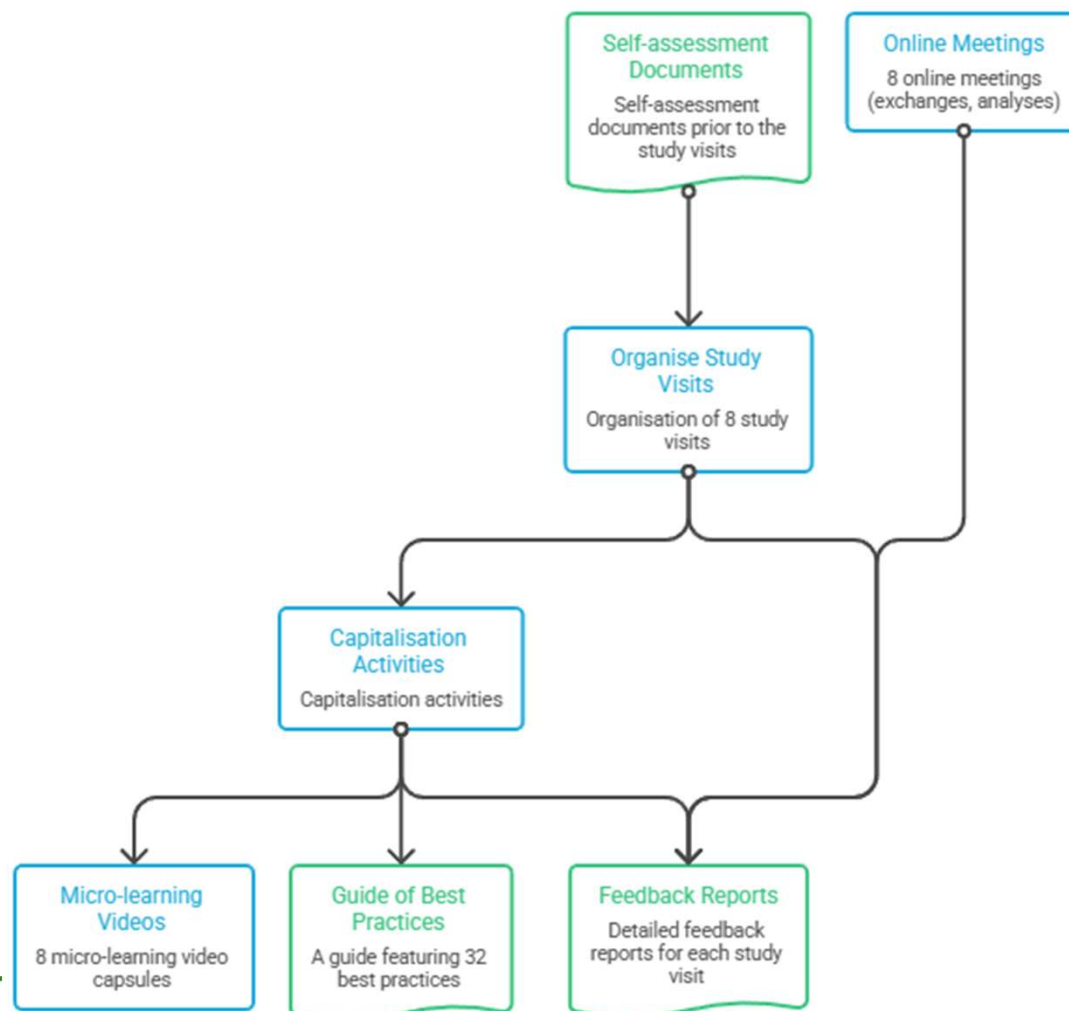 Self-assessment
Documents
Self-assessment
documents prior to the
study visits
Online Meetings
8 online meetings
(exchanges, analyses)
Organise Study
Visits
Organisation of 8 study
visits
Capitalisation
Activities
Capitalisation activities
Micro-learning
Videos
8 micro-learning video
capsules
Guide of Best
Practices
A guide featuring 32
best practices
Feedback Reports
Detailed feedback
reports for each study
visit